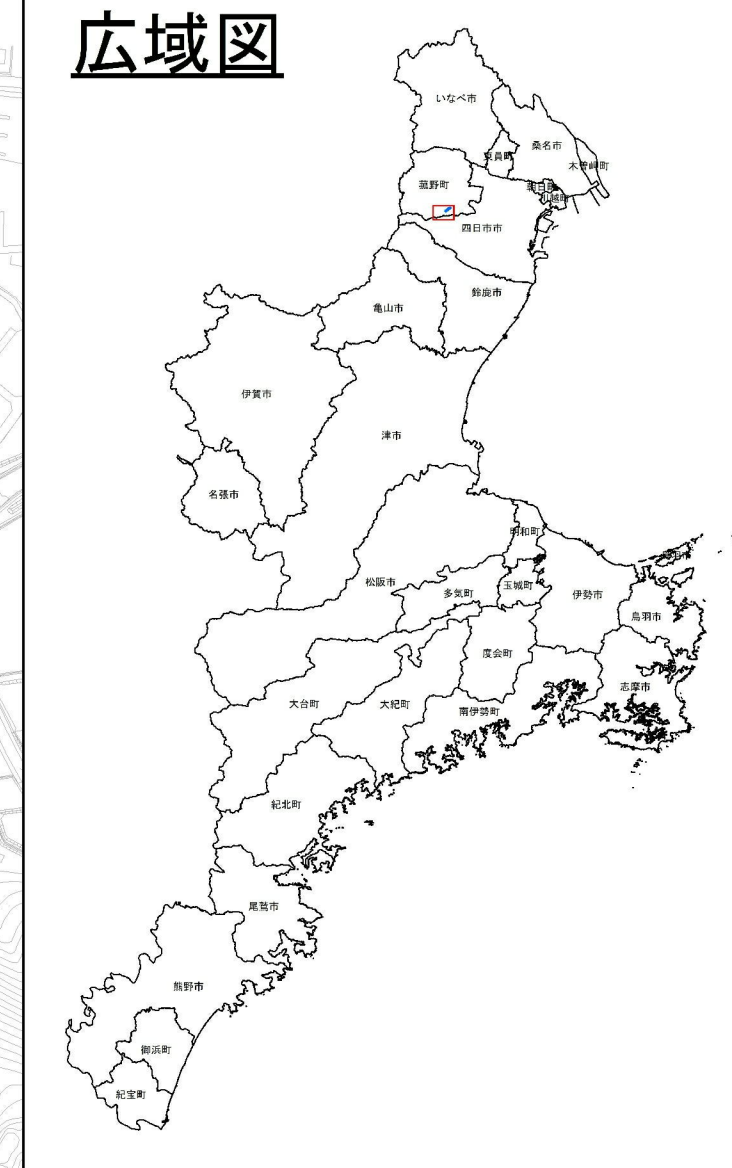 広域図
いなべ市
桑名市
東員町
木曽岬町
菰野町
朝日町
川越町
四日市市
鈴鹿市
亀山市
伊賀市
津市
名張市
明和町
松阪市
多気町
玉城町
伊勢市
鳥羽市
度会町
志摩市
大台町
大紀町
南伊勢町
紀北町
尾鷲市
熊野市
御浜町
紀宝町